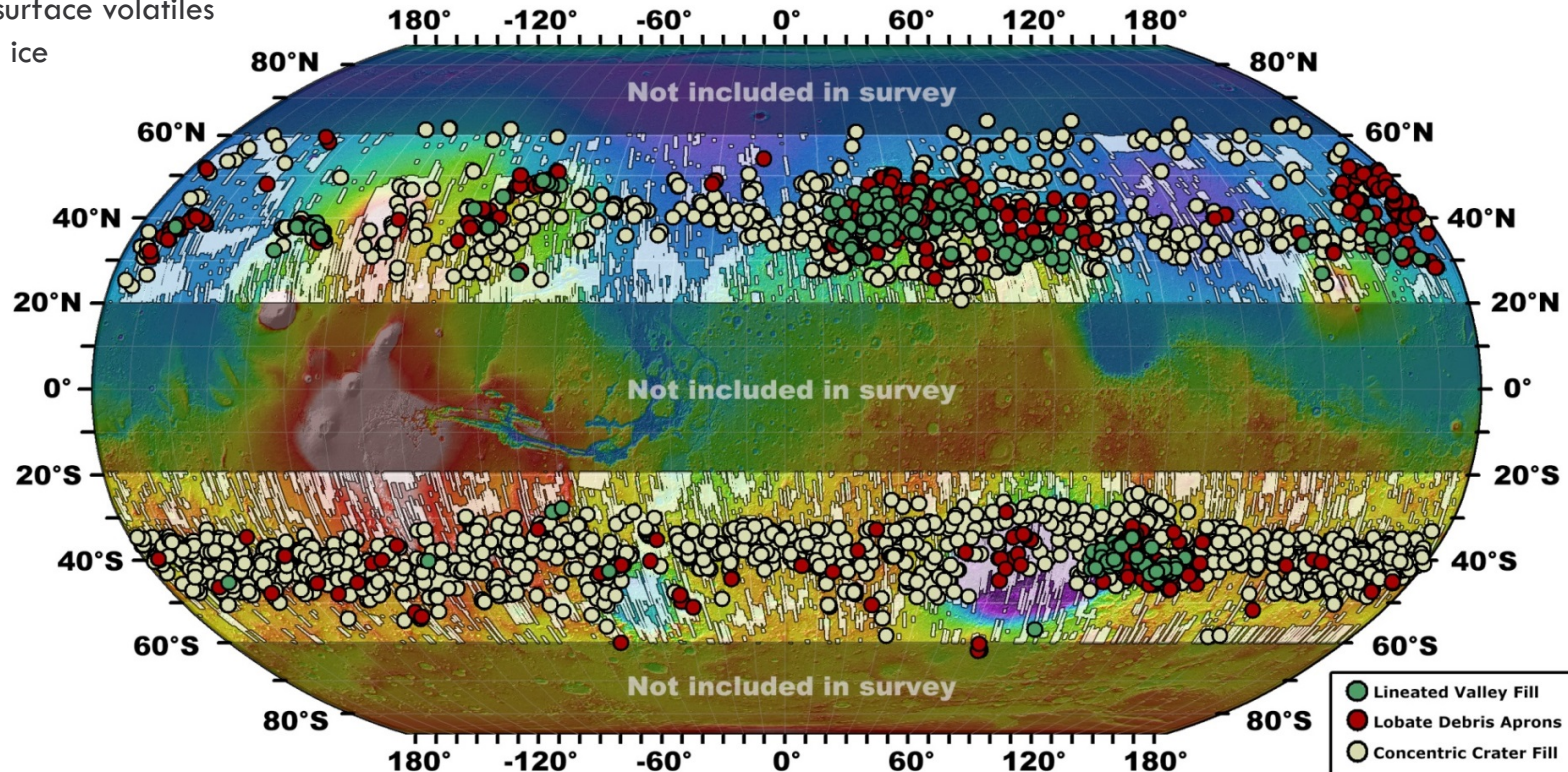 surface volatiles
ice
180° -120° -60° 0° 60° 120° 180°
80°N 80°N
Not included in survey
60°N 60°N
40°N 40°N
20°N 20°N
Not included in survey
0° 0°
20°S 20°S
40°S 40°S
60°S 60°S
Not included in survey
80°S 80°S
180° -120° -60° 0° 60° 120° 180°
Lineated Valley Fill
Lobate Debris Aprons
Concentric Crater Fill